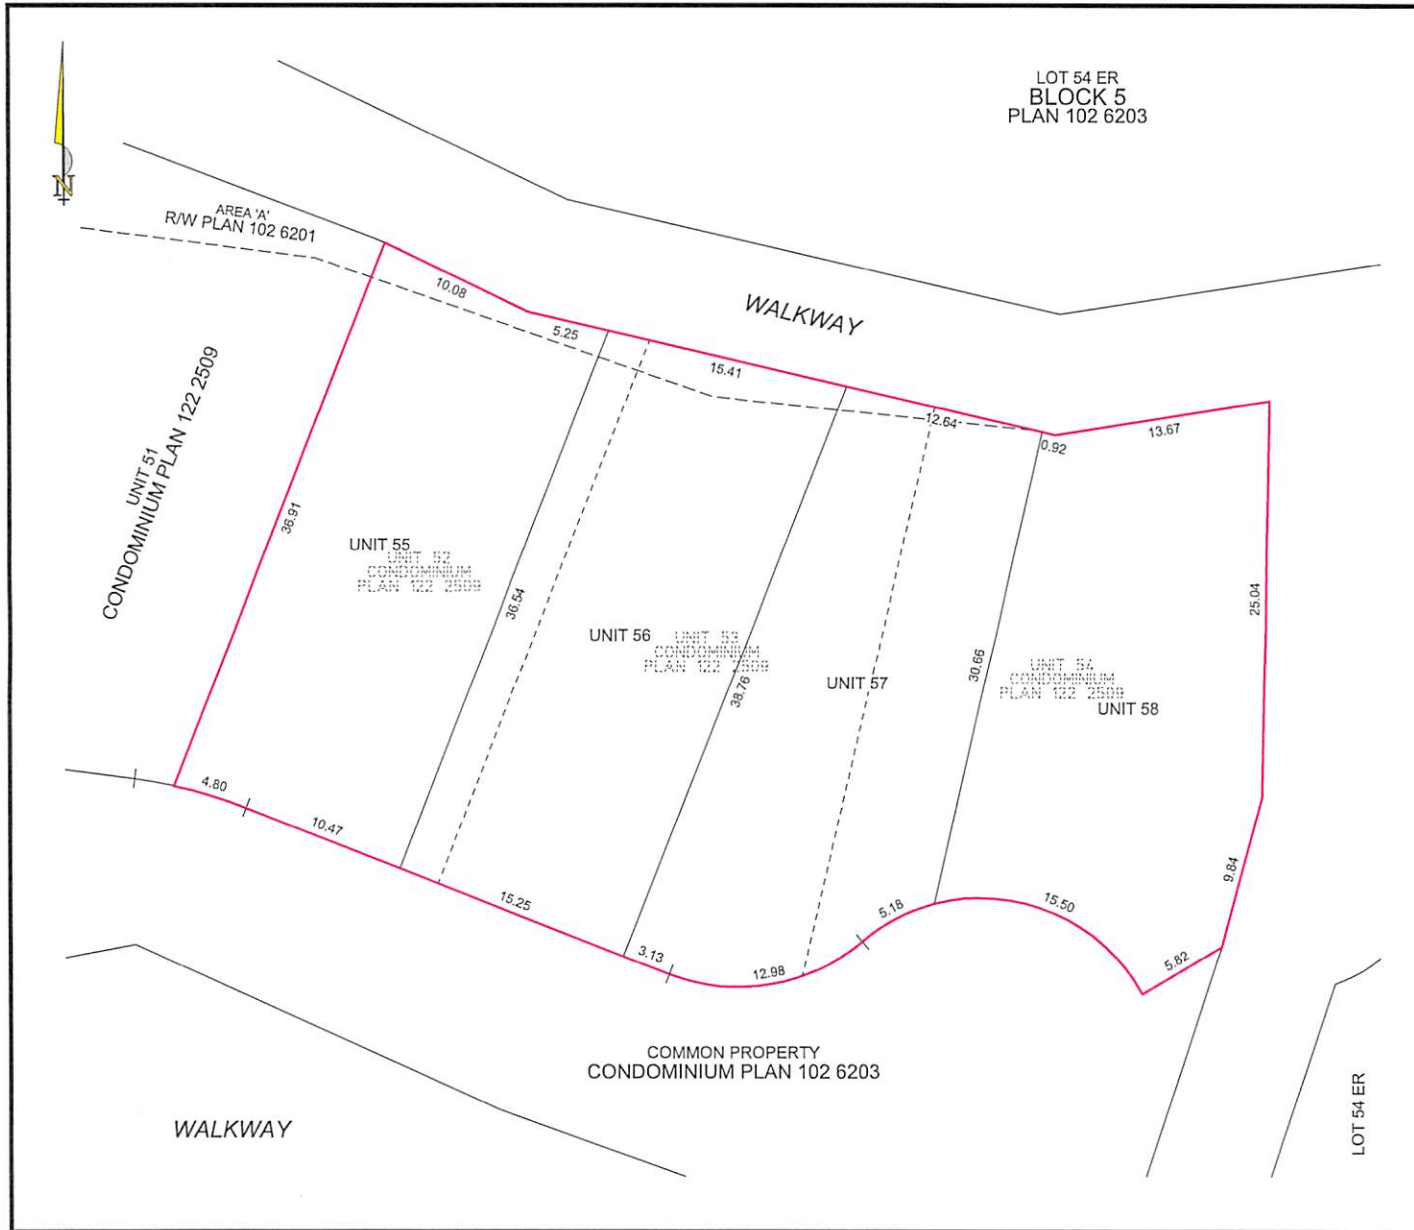 LOT 54 ER
BLOCK 5
PLAN 102 6203
N
AREA 'A'
R/W PLAN 102 6201
10.08
WALKWAY
5.25
15.41
12.64
0.92
13.67
UNIT 51
CONDOMINIUM PLAN 122 2509
36.91
UNIT 55
UNIT 52
CONDOMINIUM
PLAN 122 2509
36.54
UNIT 56
UNIT 53
CONDOMINIUM
PLAN 122 2509
38.76
UNIT 57
30.66
UNIT 54
CONDOMINIUM
PLAN 122 2509
UNIT 58
25.04
4.80
10.47
15.25
3.13
12.98
5.18
15.50
9.84
5.82
COMMON PROPERTY
CONDOMINIUM PLAN 102 6203
WALKWAY
LOT 54 ER